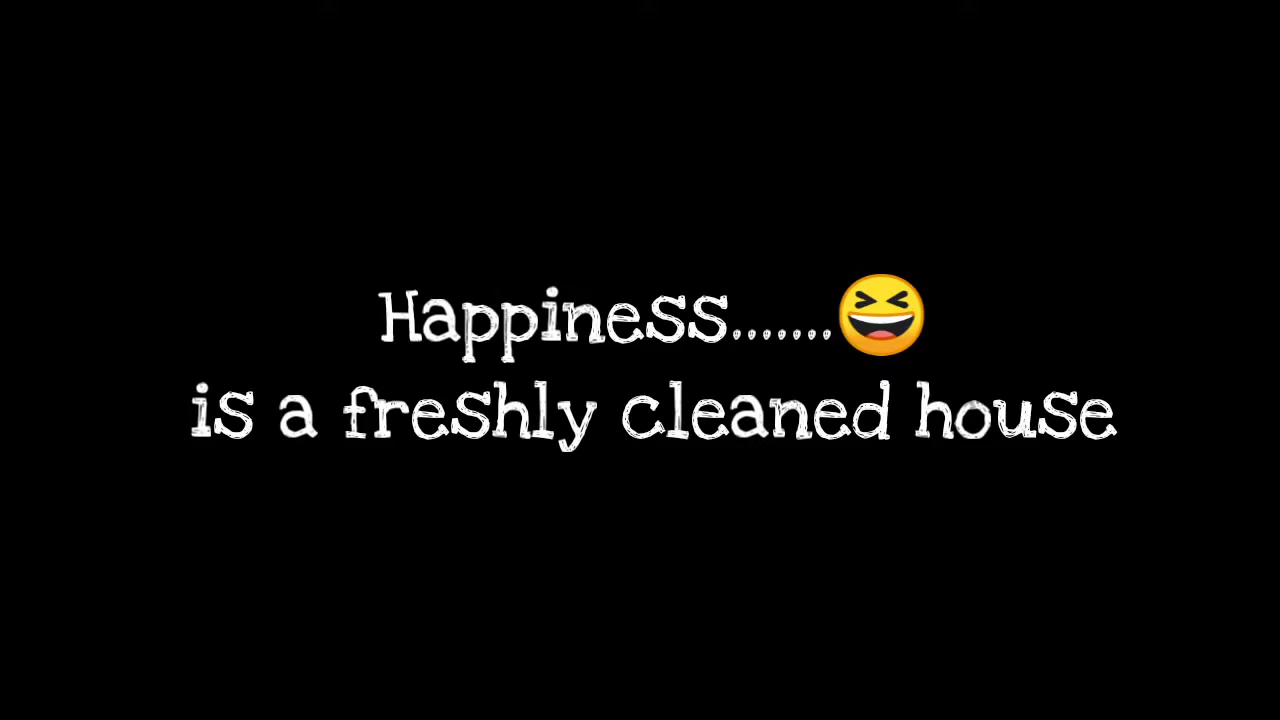 Happiness.......😆
is a freshly cleaned house